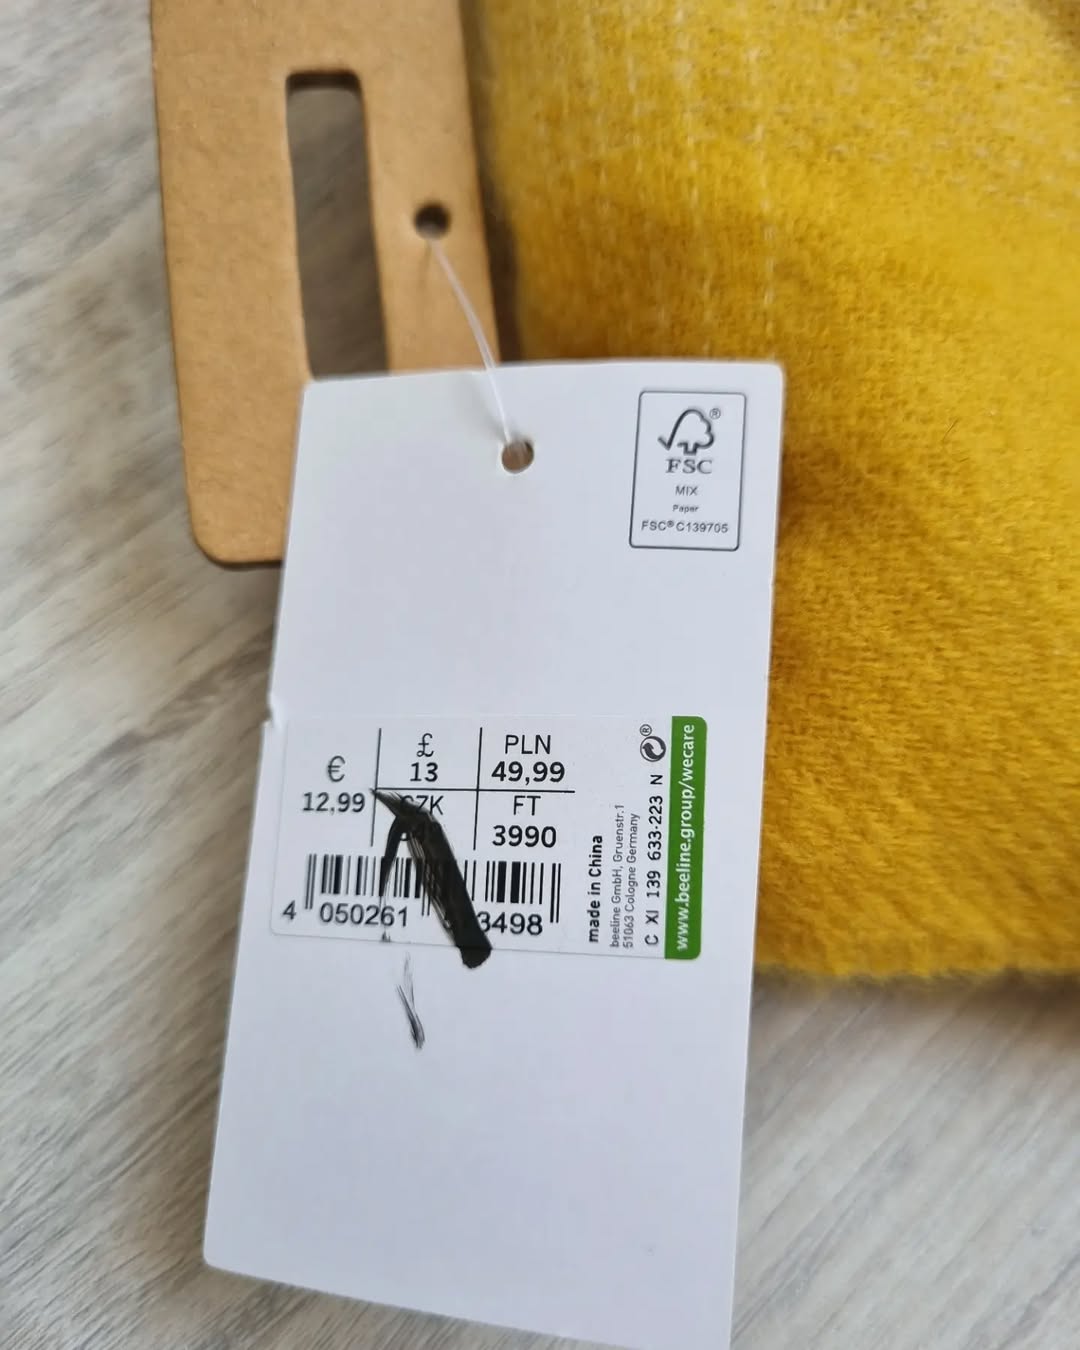 ®
FSC
MIX
Paper
FSC® C139705
€
12.99
£
13
PLN
49,99
CZK
FT
3990
4 050261 3498
made in China
beeline GmbH, Gruenstr.1
51063 Cologne Germany
C XI 139 633-223 N
®
www.beeline.group/wecare